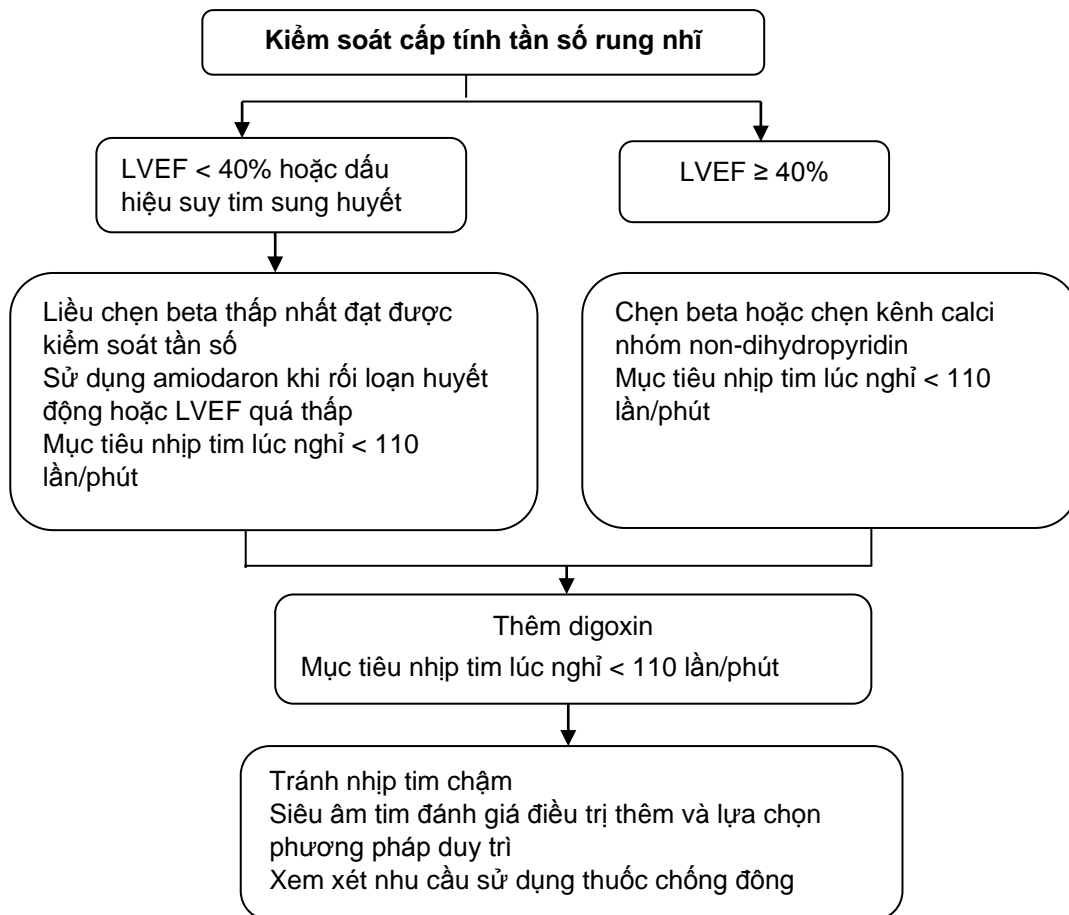 Kiểm soát cấp tính tần số rung nhĩ
LVEF < 40% hoặc dấu
hiệu suy tim sung huyết
LVEF ≥ 40%
Liều chẹn beta thấp nhất đạt được
kiểm soát tần số
Sử dụng amiodaron khi rối loạn huyết
động hoặc LVEF quá thấp
Mục tiêu nhịp tim lúc nghỉ < 110
lần/phút
Chẹn beta hoặc chẹn kênh calci
nhóm non-dihydropyridin
Mục tiêu nhịp tim lúc nghỉ < 110
lần/phút
Thêm digoxin
Mục tiêu nhịp tim lúc nghỉ < 110 lần/phút
Tránh nhịp tim chậm
Siêu âm tim đánh giá điều trị thêm và lựa chọn
phương pháp duy trì
Xem xét nhu cầu sử dụng thuốc chống đông